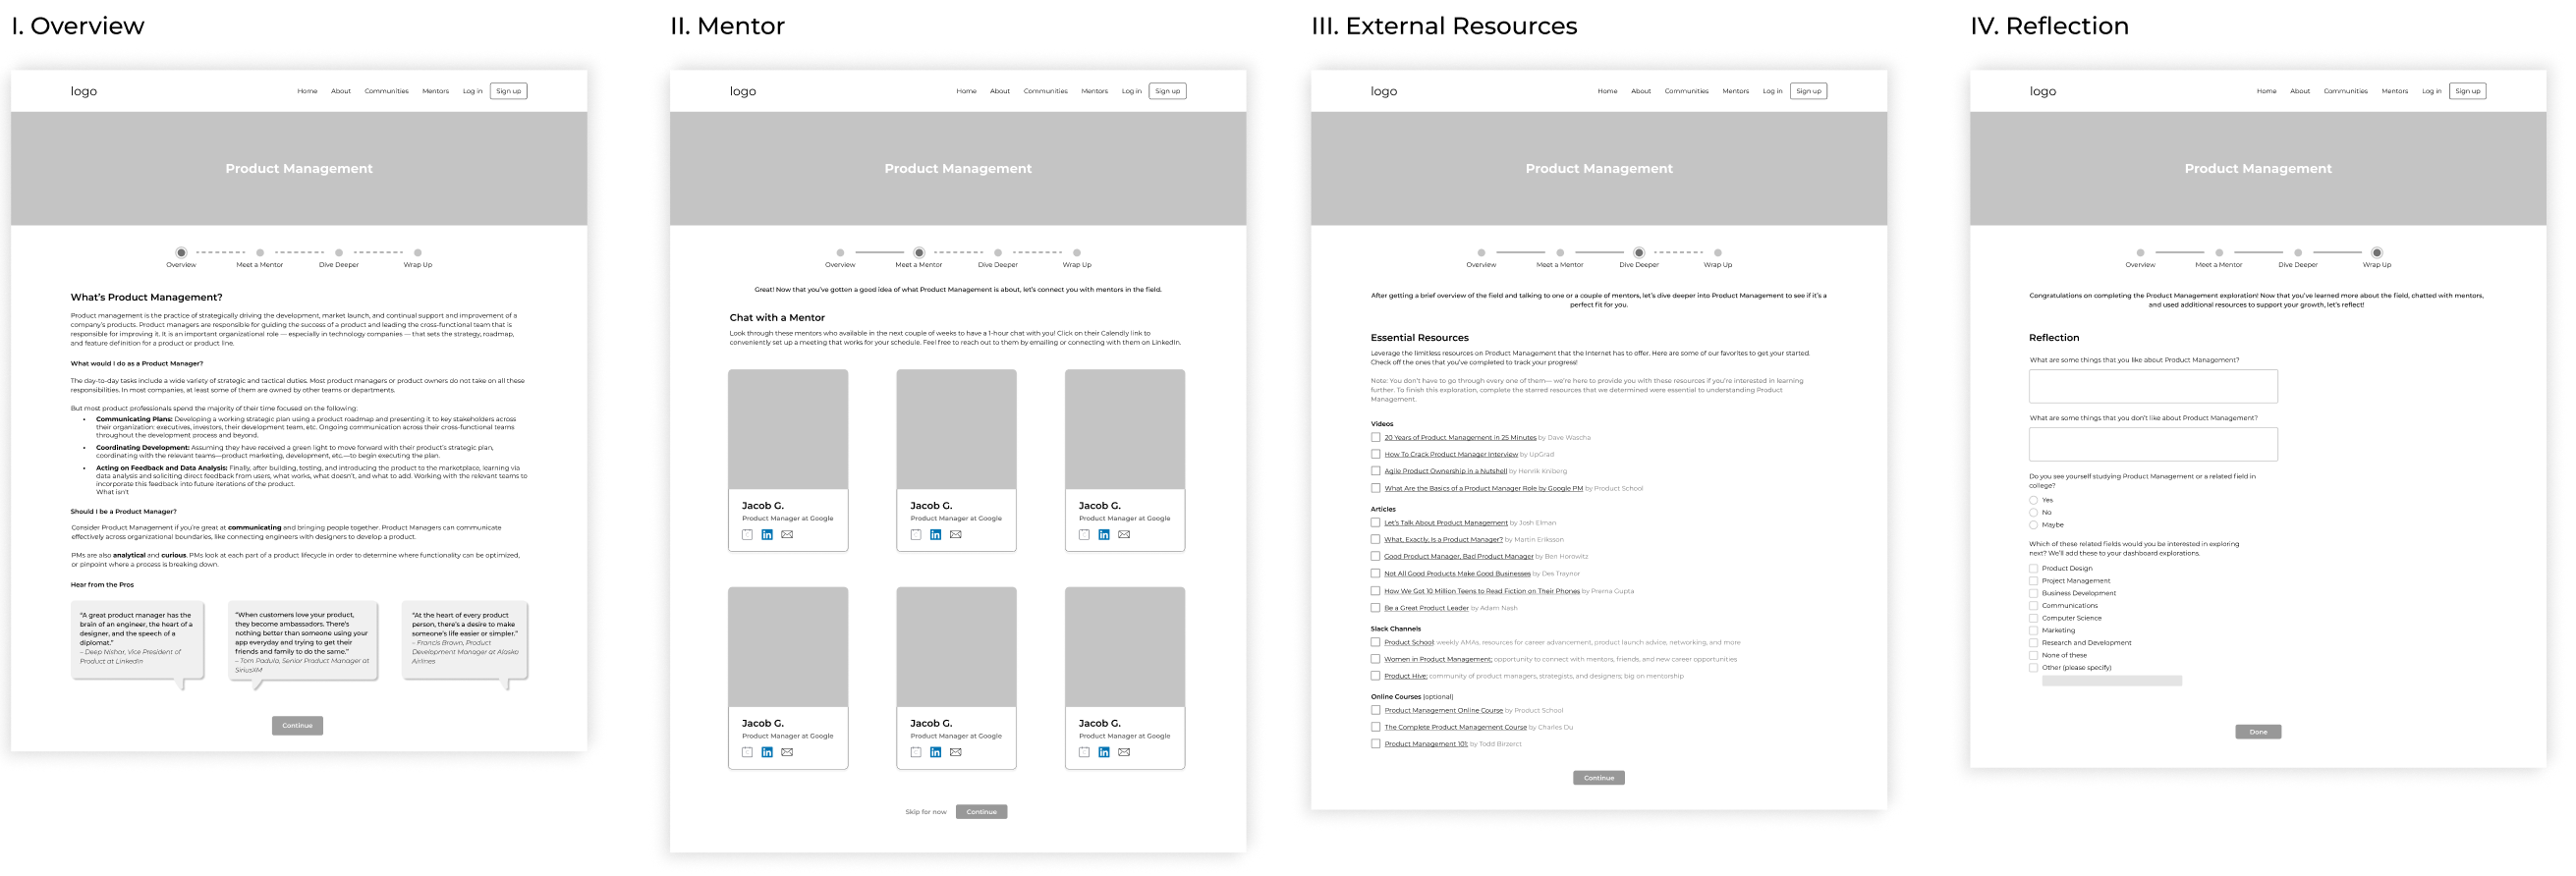 I. Overview
logo
Home About Communities Mentors Log in Sign up
Product Management
Overview Meet a Mentor Dive Deeper Wrap Up
What's Product Management?
Product management is the practice of strategically driving the development, market launch, and continual support and improvement of a
company's products. Product managers are responsible for guiding the success of a product and leading the cross-functional team that is
responsible for improving it. It is an important organizational role — especially in technology companies — that sets the strategy, roadmap,
and feature definition for a product or product line.
What would I do as a Product Manager?
The day-to-day tasks include a wide variety of strategic and tactical duties. Most product managers or product owners do not take on all these
responsibilities. In most companies, at least some of them are owned by other teams or departments.
But most product professionals spend the majority of their time focused on the following:
• Communicating Plans: Developing a working strategic plan using a product roadmap and presenting it to key stakeholders across
their organization: executives, investors, their development team, etc. Ongoing communication across their cross-functional teams
throughout the development process and beyond.
• Coordinating Development: Assuming they have received a green light to move forward with their product's strategic plan,
coordinating with the relevant teams—product marketing, development, etc.—to begin executing the plan.
• Acting on Feedback and Data Analysis: Finally, after building, testing, and introducing the product to the marketplace, learning via
data analysis and soliciting direct feedback from users, what works, what doesn't, and what to add. Working with the relevant teams to
incorporate this feedback into future iterations of the product.
What isn't
Should I be a Product Manager?
Consider Product Management if you're great at communicating and bringing people together. Product Managers can communicate
effectively across organizational boundaries, like connecting engineers with designers to develop a product.
PMs are also analytical and curious. PMs look at each part of a product lifecycle in order to determine where functionality can be optimized,
or pinpoint where a process is breaking down.
Hear from the Pros
"A great product manager has the
brain of an engineer, the heart of a
designer, and the speech of a
diplomat."
– Deep Nishar, Vice President of
Product at LinkedIn
"When customers love your product,
they become ambassadors. There's
nothing better than someone using your
app everyday and trying to get their
friends and family to do the same."
– Tom Padula, Senior Product Manager at
SiriusXM
"At the heart of every product
person, there's a desire to make
someone's life easier or simpler."
– Francis Brown, Product
Development Manager at Alaska
Airlines
Continue
II. Mentor
logo
Home About Communities Mentors Log in Sign up
Product Management
Overview Meet a Mentor Dive Deeper Wrap Up
Great! Now that you've gotten a good idea of what Product Management is about, let's connect you with mentors in the field.
Chat with a Mentor
Look through these mentors who available in the next couple of weeks to have a 1-hour chat with you! Click on their Calendly link to
conveniently set up a meeting that works for your schedule. Feel free to reach out to them by emailing or connecting with them on LinkedIn.
Jacob G. Jacob G. Jacob G.
Product Manager at Google Product Manager at Google Product Manager at Google
in in in
Jacob G. Jacob G. Jacob G.
Product Manager at Google Product Manager at Google Product Manager at Google
in in in
Skip for now Continue
III. External Resources
logo
Home About Communities Mentors Log in Sign up
Product Management
Overview Meet a Mentor Dive Deeper Wrap Up
After getting a brief overview of the field and talking to one or a couple of mentors, let's dive deeper into Product Management to see if it's a
perfect fit for you.
Essential Resources
Leverage the limitless resources on Product Management that the Internet has to offer. Here are some of our favorites to get your started.
Check off the ones that you've completed to track your progress!
Note: You don't have to go through every one of them— we're here to provide you with these resources if you're interested in learning
further. To finish this exploration, complete the starred resources that we determined were essential to understanding Product
Management.
Videos
20 Years of Product Management in 25 Minutes by Dave Wascha
How To Crack Product Manager Interview by UpGrad
Agile Product Ownership in a Nutshell by Henrik Kniberg
What Are the Basics of a Product Manager Role by Google PM by Product School
Articles
Let's Talk About Product Management by Josh Elman
What, Exactly, Is a Product Manager? by Martin Eriksson
Good Product Manager, Bad Product Manager by Ben Horowitz
Not All Good Products Make Good Businesses by Des Traynor
How We Got 10 Million Teens to Read Fiction on Their Phones by Prerna Gupta
Be a Great Product Leader by Adam Nash
Slack Channels
Product School: weekly AMAs, resources for career advancement, product launch advice, networking, and more
Women in Product Management: opportunity to connect with mentors, friends, and new career opportunities
Product Hive: community of product managers, strategists, and designers; big on mentorship
Online Courses (optional)
Product Management Online Course by Product School
The Complete Product Management Course by Charles Du
Product Management 101: by Todd Birzerct
Continue
IV. Reflection
logo
Home About Communities Mentors Log in Sign up
Product Management
Overview Meet a Mentor Dive Deeper Wrap Up
Congratulations on completing the Product Management exploration! Now that you've learned more about the field, chatted with mentors,
and used additional resources to support your growth, let's reflect!
Reflection
What are some things that you like about Product Management?
What are some things that you don't like about Product Management?
Do you see yourself studying Product Management or a related field in
college?
Yes
No
Maybe
Which of these related fields would you be interested in exploring
next? We'll add these to your dashboard explorations.
Product Design
Project Management
Business Development
Communications
Computer Science
Marketing
Research and Development
None of these
Other (please specify)
Done